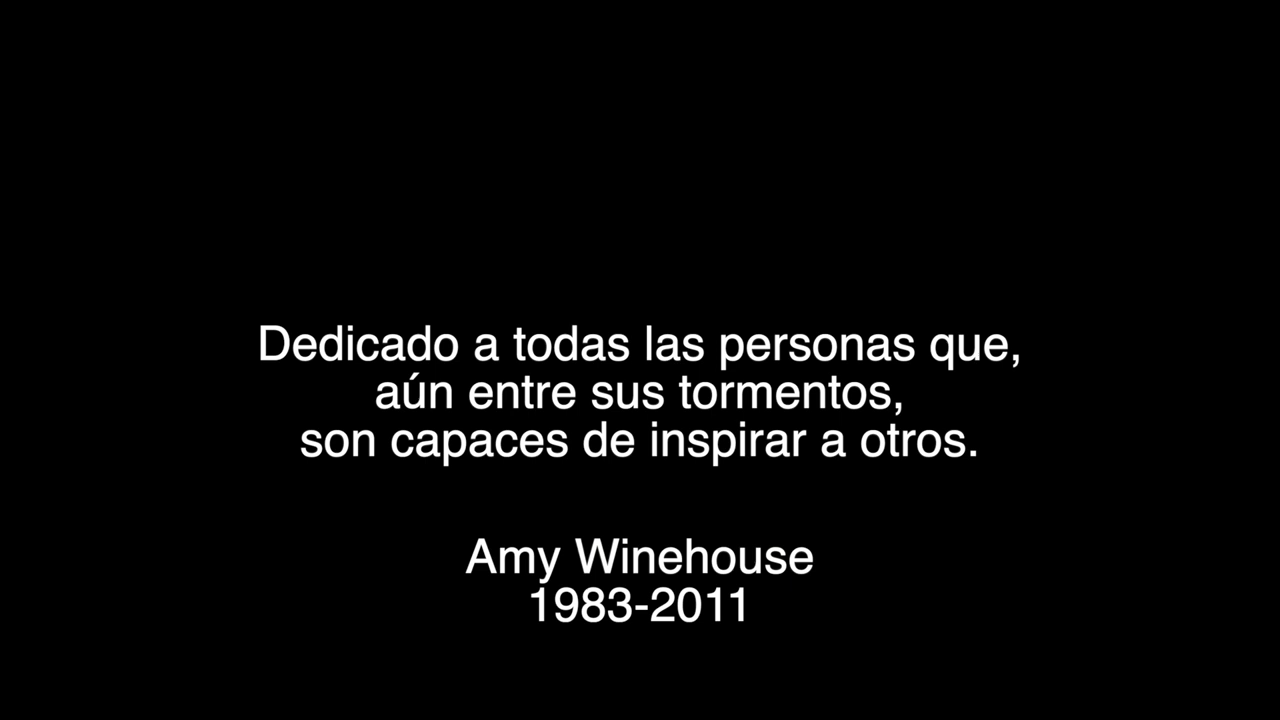 Dedicado a todas las personas que,
aún entre sus tormentos,
son capaces de inspirar a otros.
Amy Winehouse
1983-2011